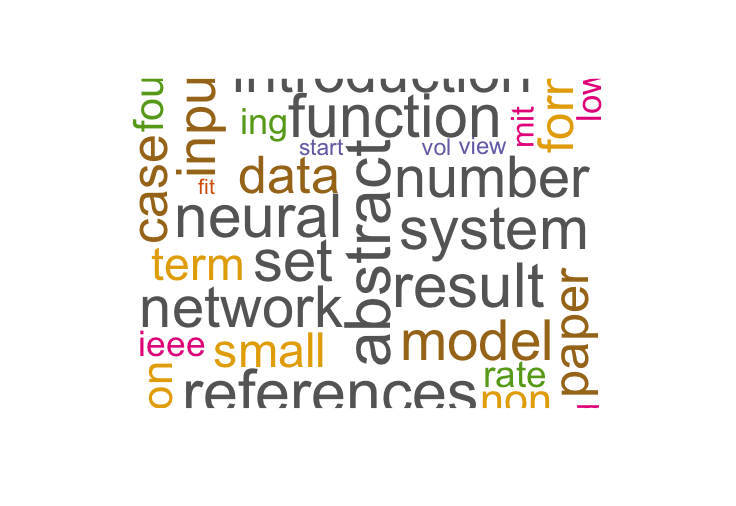 introduction
fou
inpu
ing
function
mit
forr
low
start
vol
view
case
fit
data
abstract
number
neural
system
term
set
result
network
paper
ieee
small
model
on
references
rate
non